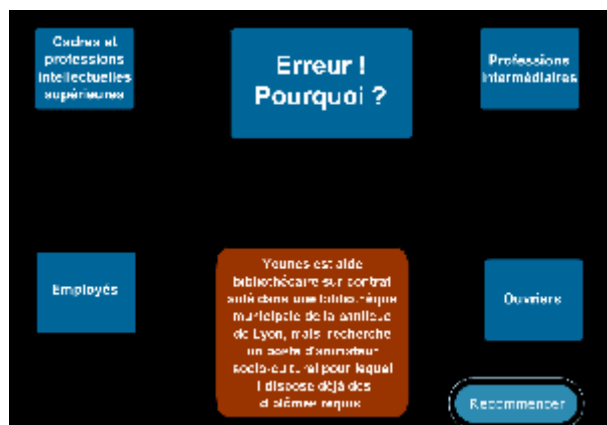 Cadres et
professions
intellectuelles
supérieures
Erreur !
Pourquoi ?
Professions
intermédiaires
Employés
Younes est aide
bibliothécaire sur contrat
aidé dans une bibliothèque
municipale de la banlieue
de Lyon, mais recherche
un poste d'animateur
socio-culturel pour lequel
il dispose déjà des
diplômes requis
Ouvriers
Recommencer